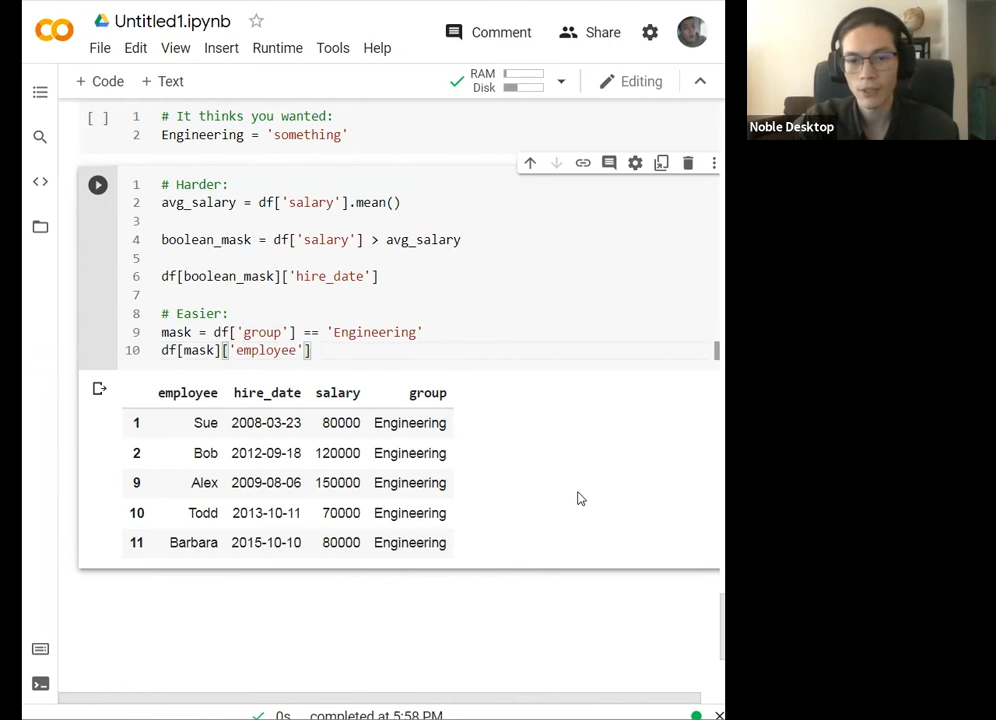 Untitled1.ipynb
File Edit View Insert Runtime Tools Help
Comment Share
+ Code + Text
RAM
Disk
Editing
Noble Desktop
[ ] 1 # It thinks you wanted:
2 Engineering = 'something'
1 # Harder:
2 avg_salary = df['salary'].mean()
3
4 boolean_mask = df['salary'] > avg_salary
5
6 df[boolean_mask]['hire_date']
7
8 # Easier:
9 mask = df['group'] == 'Engineering'
10 df[mask]['employee']
employee hire_date salary group
1 Sue 2008-03-23 80000 Engineering
2 Bob 2012-09-18 120000 Engineering
9 Alex 2009-08-06 150000 Engineering
10 Todd 2013-10-11 70000 Engineering
11 Barbara 2015-10-10 80000 Engineering
0s completed at 5:58 PM